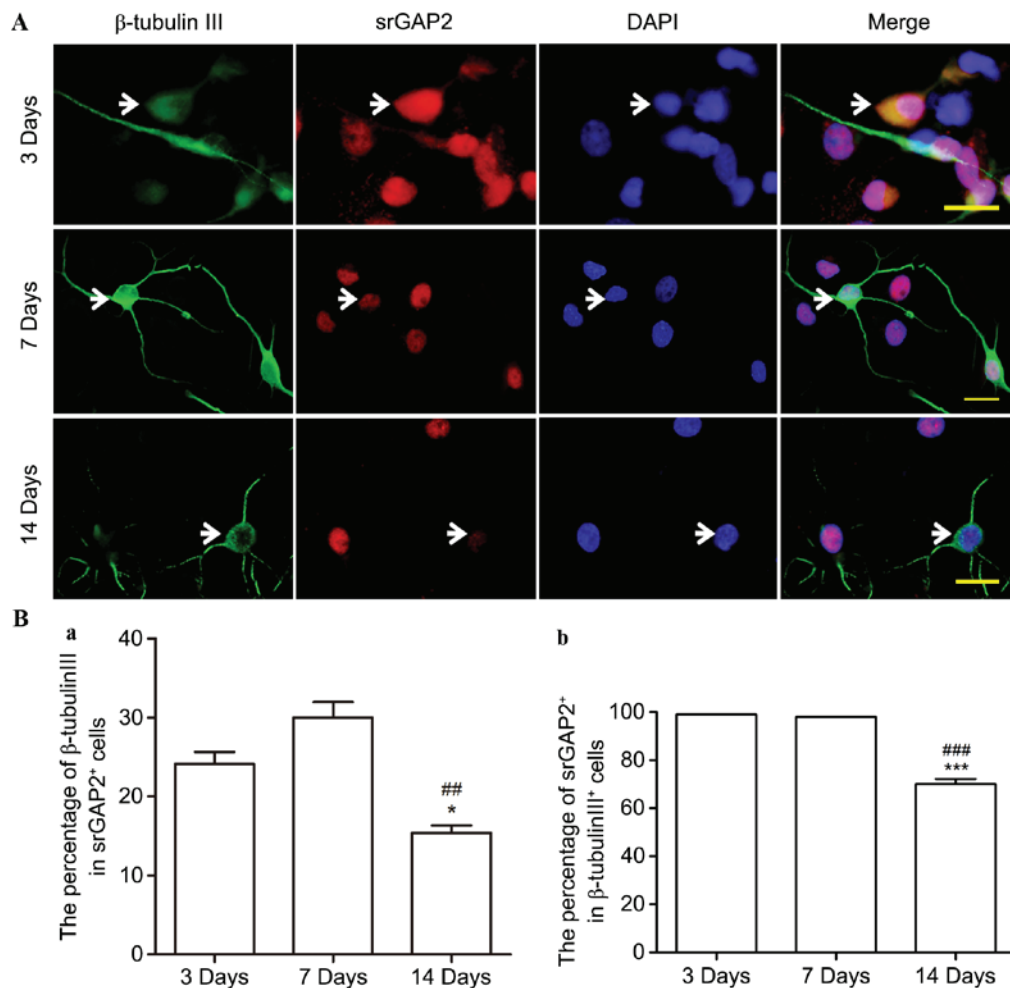 A
β-tubulin III srGAP2 DAPI Merge
3 Days
7 Days
14 Days
B
a
The percentage of β-tubulinIII
in srGAP2⁺ cells
40
30
20
10
0
##
*
3 Days 7 Days 14 Days
b
The percentage of srGAP2⁺
in β-tubulinIII⁺ cells
100
80
60
40
20
0
###
***
3 Days 7 Days 14 Days